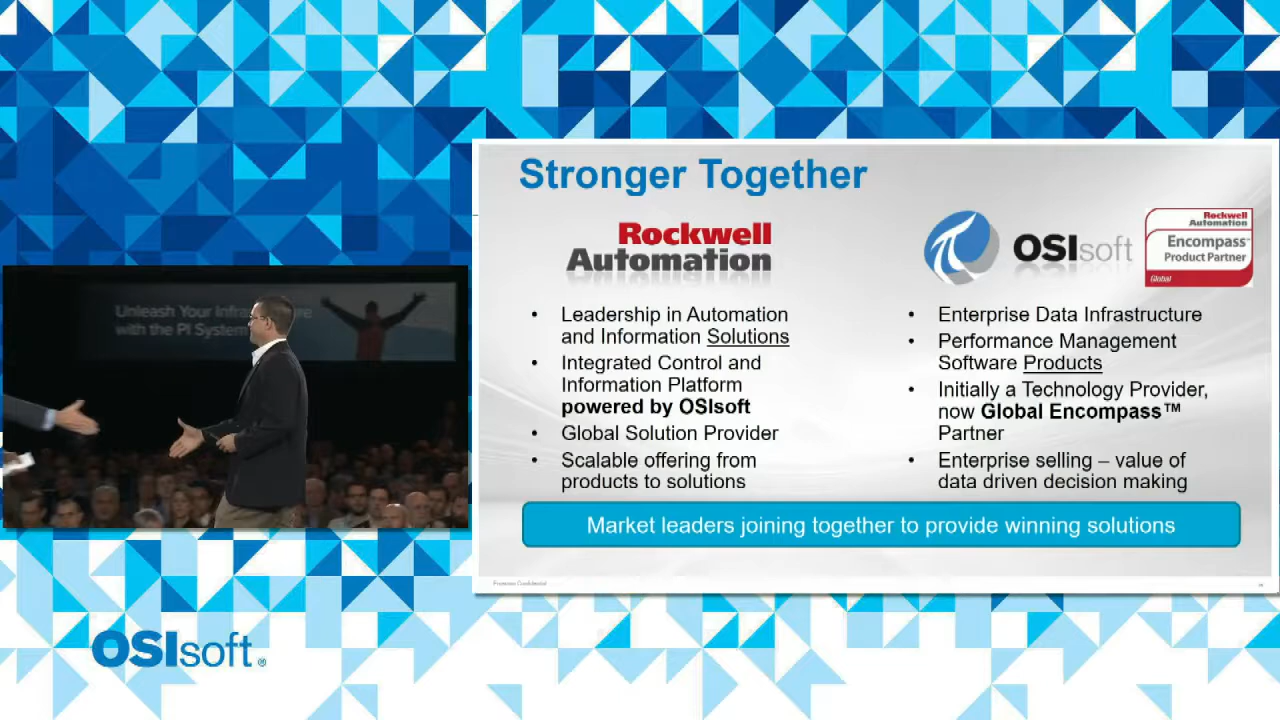 Stronger Together
Rockwell
Automation
OSIsoft
Rockwell
Automation
Encompass™
Product Partner
Global
• Leadership in Automation
and Information Solutions
• Integrated Control and
Information Platform
powered by OSIsoft
• Global Solution Provider
• Scalable offering from
products to solutions
• Enterprise Data Infrastructure
• Performance Management
Software Products
• Initially a Technology Provider,
now Global Encompass™
Partner
• Enterprise selling – value of
data driven decision making
Market leaders joining together to provide winning solutions
Unleash Your Infra
with the PI System
OSIsoft®